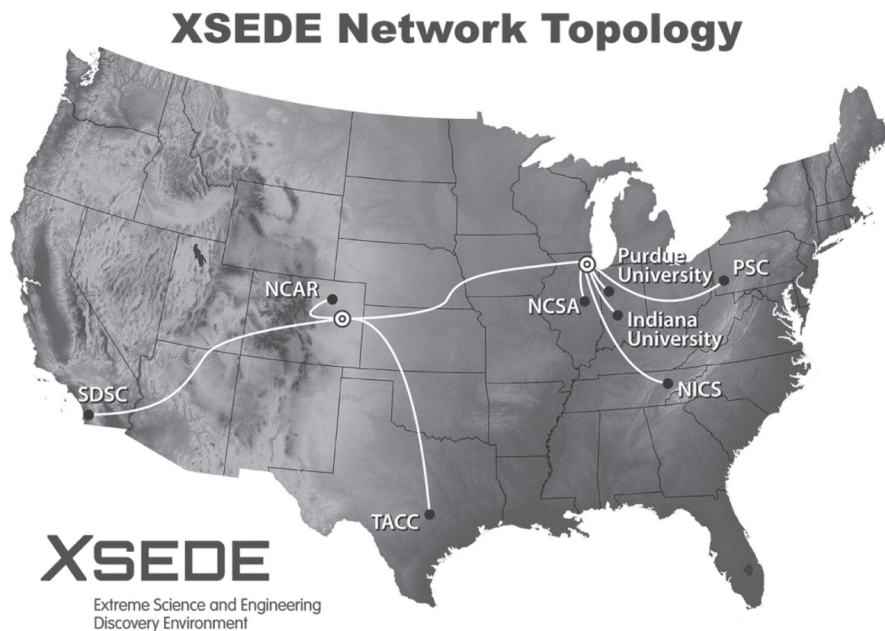 XSEDE Network Topology
Purdue
University
PSC
NCAR
NCSA
Indiana
University
SDSC
NICS
TACC
XSEDE
Extreme Science and Engineering
Discovery Environment